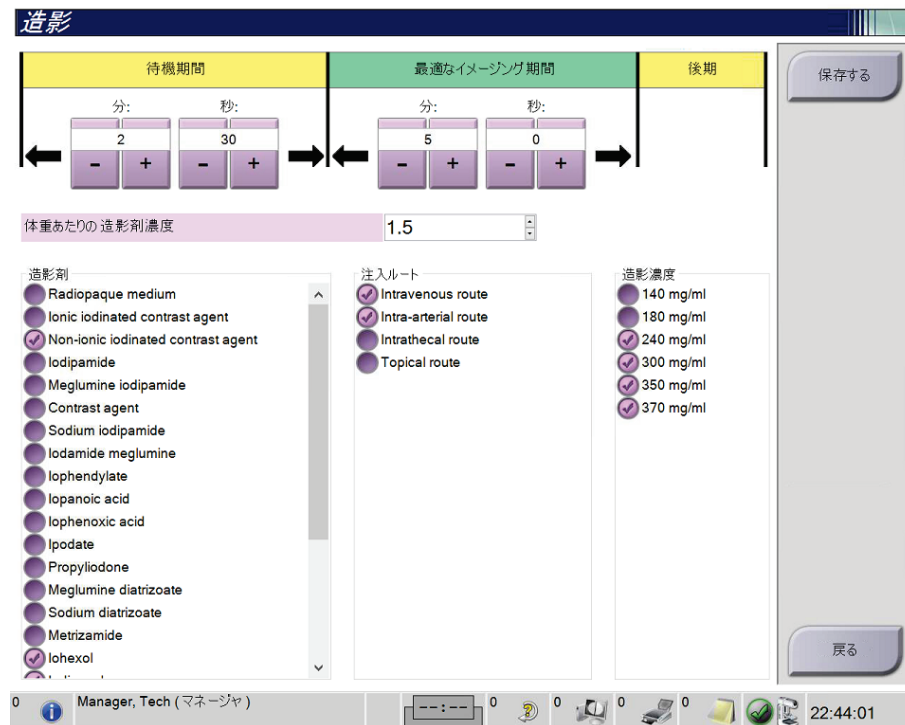 造影
待機期間
最適なイメージング期間
後期
保存する
分:
秒:
分:
秒:
2
30
5
0
- +
- +
- +
- +
体重あたりの造影剤濃度
1.5
造影剤
Radiopaque medium
Ionic iodinated contrast agent
Non-ionic iodinated contrast agent
Iodipamide
Meglumine iodipamide
Contrast agent
Sodium iodipamide
Iodamide meglumine
Iophendylate
Iopanoic acid
Iophenoxic acid
Ipodate
Propyliodone
Meglumine diatrizoate
Sodium diatrizoate
Metrizamide
Iohexol
注入ルート
Intravenous route
Intra-arterial route
Intrathecal route
Topical route
造影濃度
140 mg/ml
180 mg/ml
240 mg/ml
300 mg/ml
350 mg/ml
370 mg/ml
戻る
0
Manager, Tech (マネージャ)
--:--
0
0
0
0
22:44:01